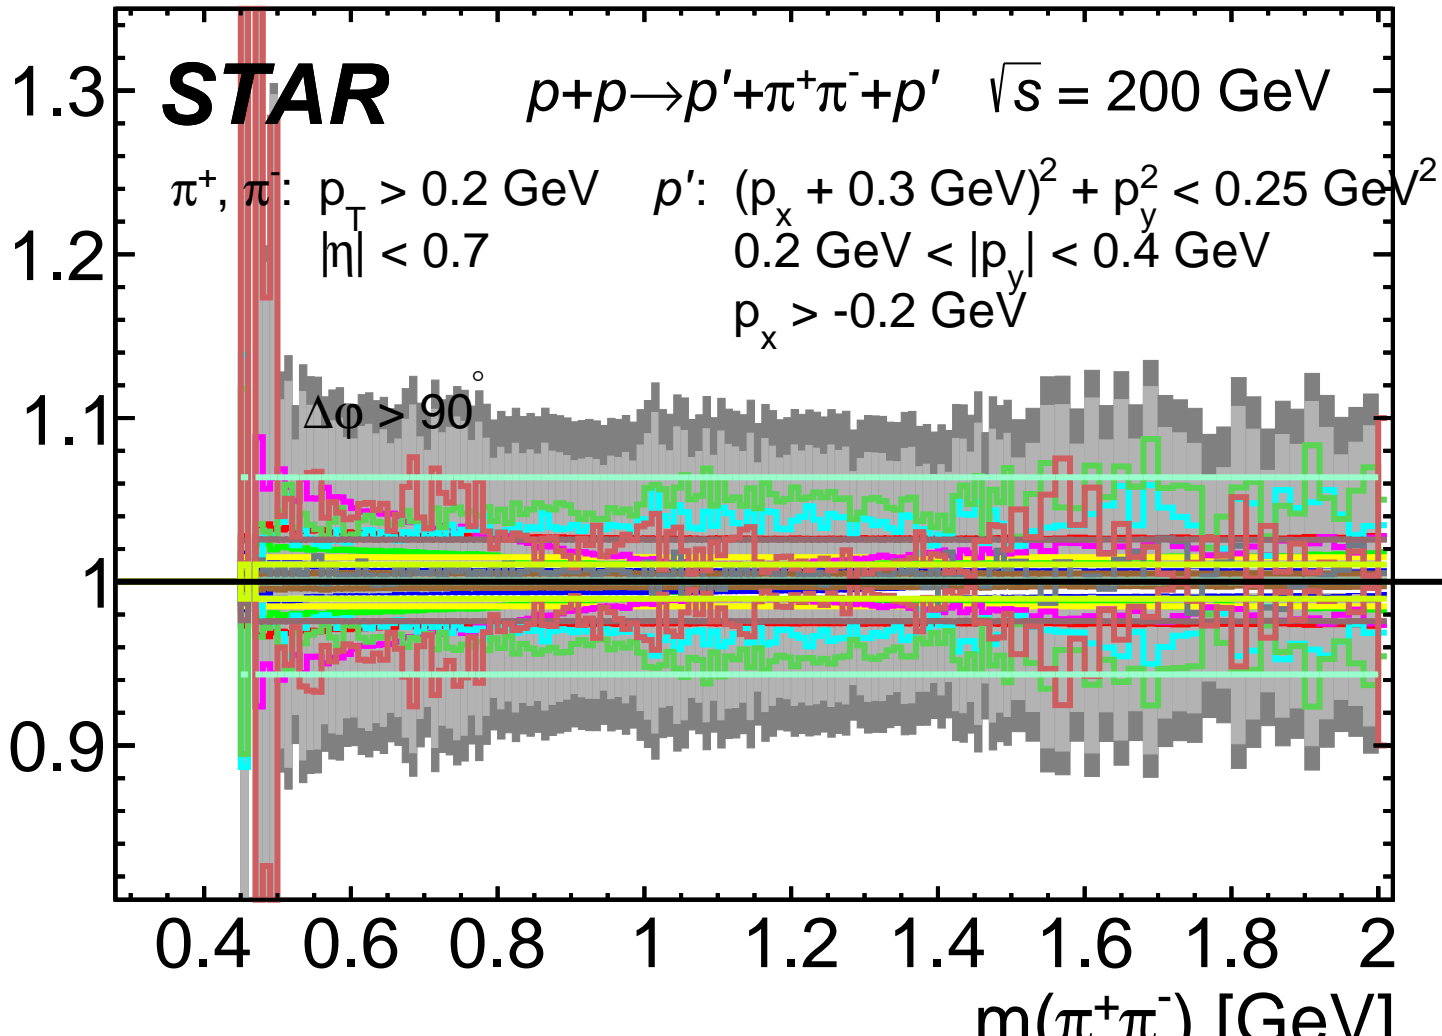 STAR p+p→p′+π⁺π⁻+p′ √s = 200 GeV
π⁺, π⁻: p_T > 0.2 GeV p′: (p_x + 0.3 GeV)² + p_y² < 0.25 GeV²
|η| < 0.7 0.2 GeV < |p_y| < 0.4 GeV
p_x > -0.2 GeV
Δφ > 90°
1.3
1.2
1.1
1
0.9
0.4 0.6 0.8 1 1.2 1.4 1.6 1.8 2
m(π⁺π⁻) [GeV]